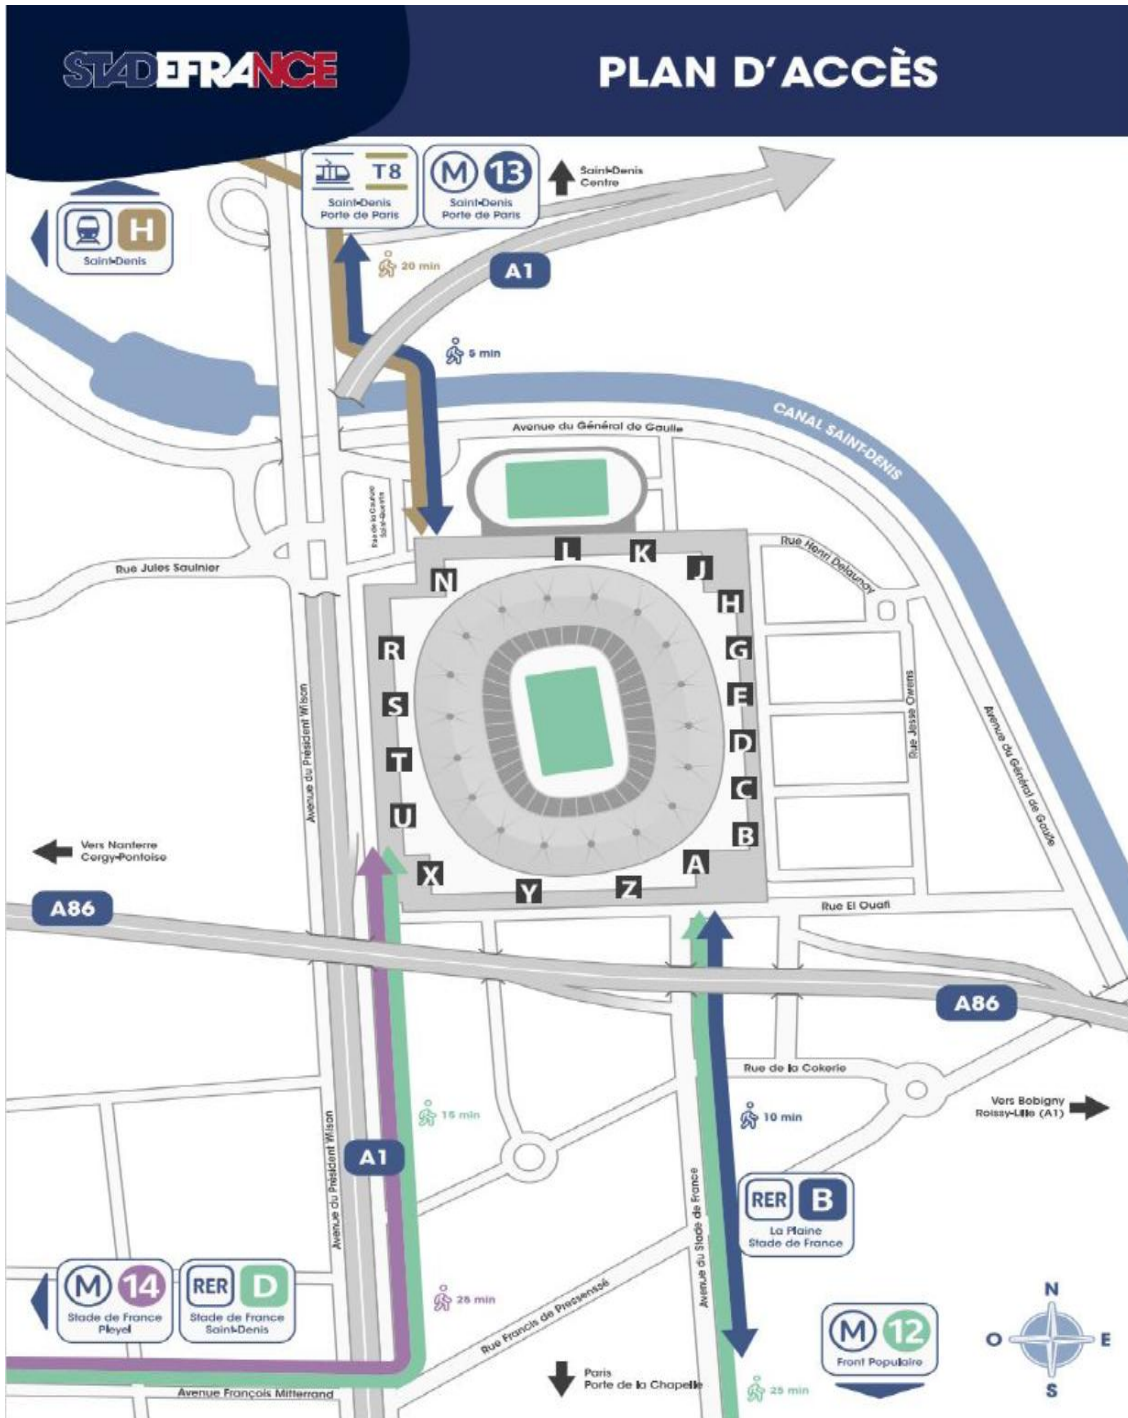 STADEFRANCE
PLAN D'ACCÈS
T8
Saint-Denis
Porte de Paris
M 13
Saint-Denis
Porte de Paris
Saint-Denis
Centre
H
Saint-Denis
20 min
A1
5 min
CANAL SAINT-DENIS
Avenue du Général de Gaulle
Rue Jules Saulnier
Rue Henri Delaunay
L
K
J
N
H
R
G
S
E
T
D
U
C
B
X
A
Y
Z
Rue Jesse Owens
Avenue du Général de Gaulle
Avenue du Président Wilson
Vers Nanterre
Cergy-Pontoise
A86
Rue El Ouafi
A86
Rue de la Cokerie
Vers Bobigny
Roissy-Lille (A1)
15 min
10 min
A1
Avenue du Président Wilson
Avenue du Stade de France
RER B
La Plaine
Stade de France
M 14
Stade de France
Pleyel
RER D
Stade de France
Saint-Denis
25 min
Rue Francis de Pressensé
M 12
Front Populaire
N
O
E
S
Paris
Porte de la Chapelle
25 min
Avenue François Mitterrand